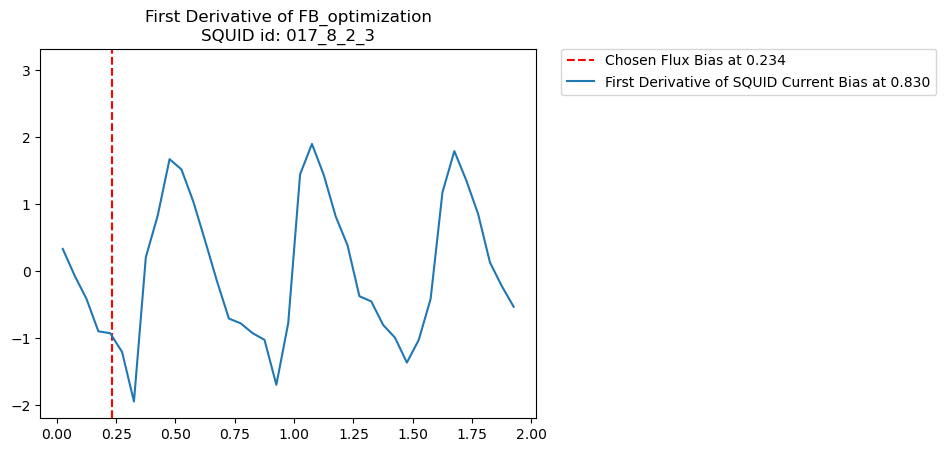 First Derivative of FB_optimization
SQUID id: 017_8_2_3
Chosen Flux Bias at 0.234
First Derivative of SQUID Current Bias at 0.830
3
2
1
0
−1
−2
0.00 0.25 0.50 0.75 1.00 1.25 1.50 1.75 2.00